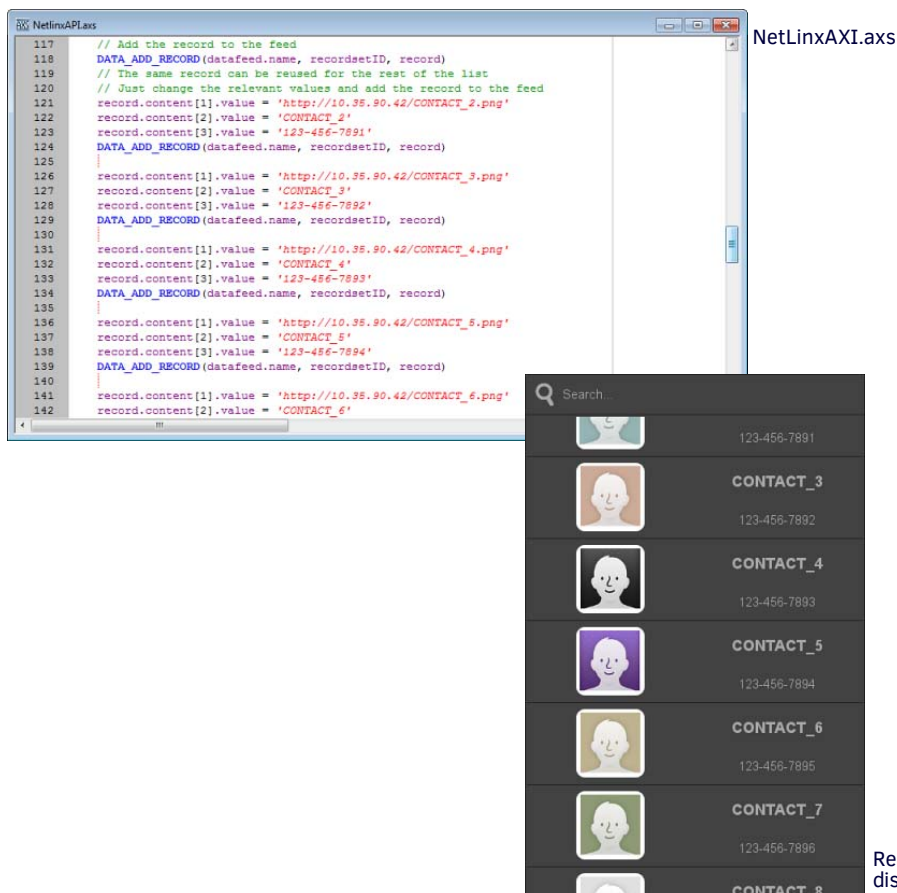 NetlinxAPI.axs
NetLinxAXI.axs
117 // Add the record to the feed
118 DATA_ADD_RECORD(datafeed.name, recordsetID, record)
119 // The same record can be reused for the rest of the list
120 // Just change the relevant values and add the record to the feed
121 record.content[1].value = 'http://10.35.90.42/CONTACT_2.png'
122 record.content[2].value = 'CONTACT_2'
123 record.content[3].value = '123-456-7891'
124 DATA_ADD_RECORD(datafeed.name, recordsetID, record)
125
126 record.content[1].value = 'http://10.35.90.42/CONTACT_3.png'
127 record.content[2].value = 'CONTACT_3'
128 record.content[3].value = '123-456-7892'
129 DATA_ADD_RECORD(datafeed.name, recordsetID, record)
130
131 record.content[1].value = 'http://10.35.90.42/CONTACT_4.png'
132 record.content[2].value = 'CONTACT_4'
133 record.content[3].value = '123-456-7893'
134 DATA_ADD_RECORD(datafeed.name, recordsetID, record)
135
136 record.content[1].value = 'http://10.35.90.42/CONTACT_5.png'
137 record.content[2].value = 'CONTACT_5'
138 record.content[3].value = '123-456-7894'
139 DATA_ADD_RECORD(datafeed.name, recordsetID, record)
140
141 record.content[1].value = 'http://10.35.90.42/CONTACT_6.png'
142 record.content[2].value = 'CONTACT_6'
Search...
123-456-7891
CONTACT_3
123-456-7892
CONTACT_4
123-456-7893
CONTACT_5
123-456-7894
CONTACT_6
123-456-7895
CONTACT_7
123-456-7896
CONTACT_8
Re
dis